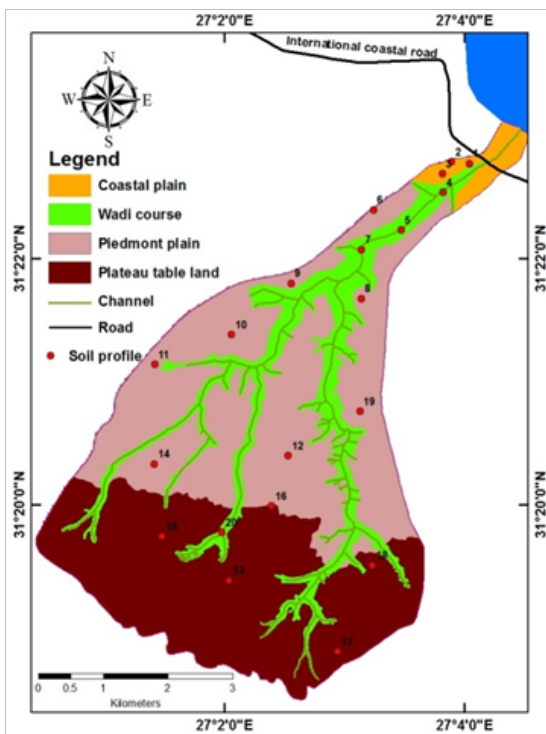 27°2'0"E 27°4'0"E
International coastal road
N
W E
S
Legend
Coastal plain
Wadi course
Piedmont plain
Plateau table land
Channel
Road
Soil profile
1
2
3
4
5
6
7
8
9
10
11
12
13
14
15
16
17
18
19
20
31°22'0"N
31°20'0"N
31°22'0"N
31°20'0"N
0 0.5 1 2 3
Kilometers
27°2'0"E 27°4'0"E